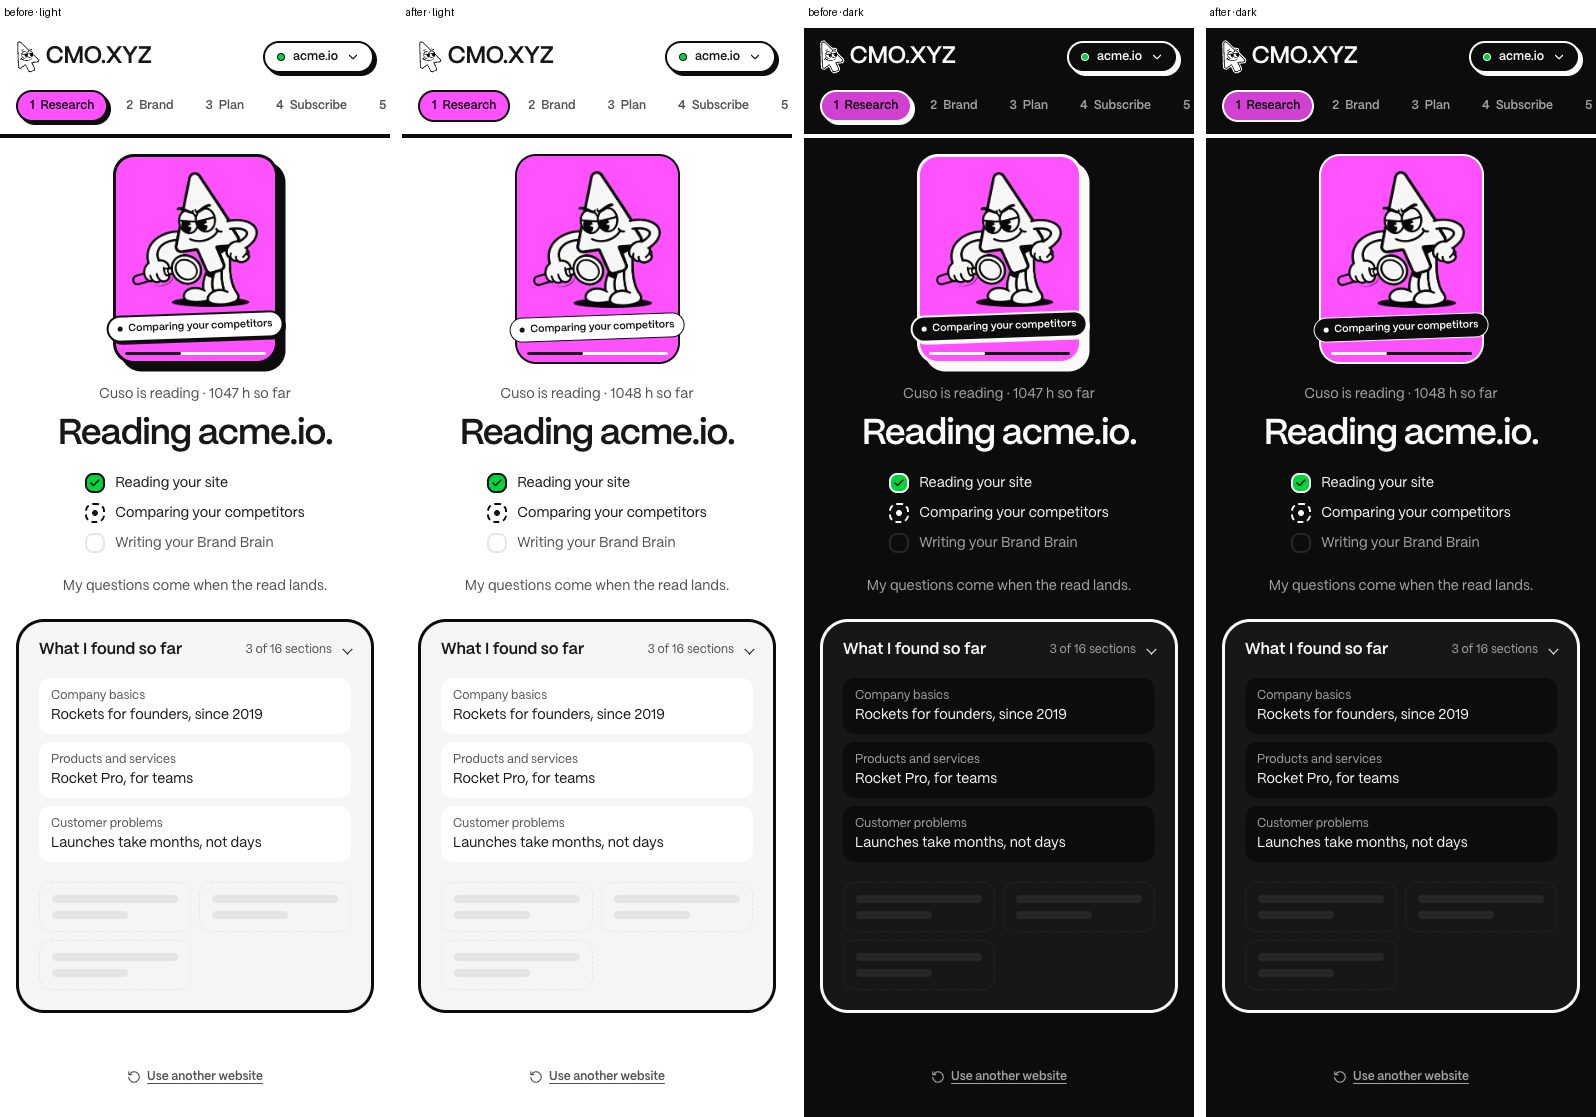 before · light
CMO.XYZ
acme.io
1 Research 2 Brand 3 Plan 4 Subscribe 5
Comparing your competitors
Cuso is reading · 1047 h so far
Reading acme.io.
Reading your site
Comparing your competitors
Writing your Brand Brain
My questions come when the read lands.
What I found so far 3 of 16 sections
Company basics
Rockets for founders, since 2019
Products and services
Rocket Pro, for teams
Customer problems
Launches take months, not days
Use another website
after · light
CMO.XYZ
acme.io
1 Research 2 Brand 3 Plan 4 Subscribe 5
Comparing your competitors
Cuso is reading · 1048 h so far
Reading acme.io.
Reading your site
Comparing your competitors
Writing your Brand Brain
My questions come when the read lands.
What I found so far 3 of 16 sections
Company basics
Rockets for founders, since 2019
Products and services
Rocket Pro, for teams
Customer problems
Launches take months, not days
Use another website
before · dark
CMO.XYZ
acme.io
1 Research 2 Brand 3 Plan 4 Subscribe 5
Comparing your competitors
Cuso is reading · 1047 h so far
Reading acme.io.
Reading your site
Comparing your competitors
Writing your Brand Brain
My questions come when the read lands.
What I found so far 3 of 16 sections
Company basics
Rockets for founders, since 2019
Products and services
Rocket Pro, for teams
Customer problems
Launches take months, not days
Use another website
after · dark
CMO.XYZ
acme.io
1 Research 2 Brand 3 Plan 4 Subscribe 5
Comparing your competitors
Cuso is reading · 1048 h so far
Reading acme.io.
Reading your site
Comparing your competitors
Writing your Brand Brain
My questions come when the read lands.
What I found so far 3 of 16 sections
Company basics
Rockets for founders, since 2019
Products and services
Rocket Pro, for teams
Customer problems
Launches take months, not days
Use another website